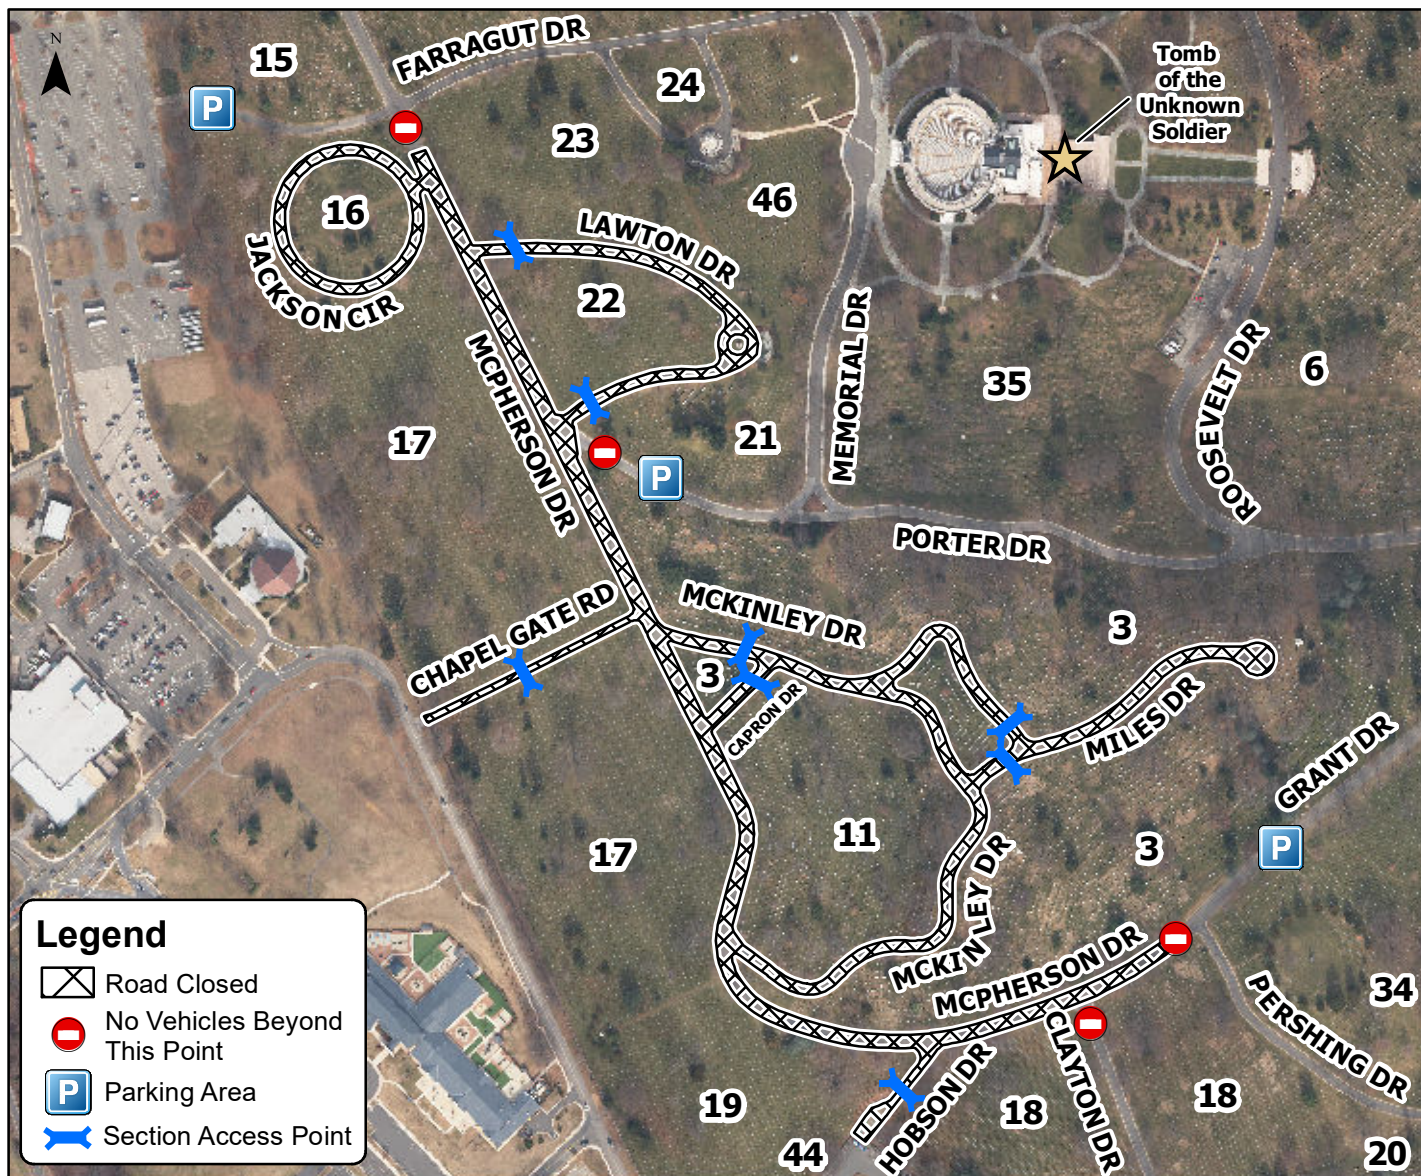 N
15
FARRAGUT DR
P
24
23
Tomb
of the
Unknown
Soldier
16
46
JACKSON CIR
LAWTON DR
22
MCPHERSON DR
MEMORIAL DR
35
ROOSEVELT DR
6
17
21
P
PORTER DR
CHAPEL GATE RD
MCKINLEY DR
3
3
CAPRON DR
MILES DR
GRANT DR
17
11
3
P
MCKINLEY DR
MCPHERSON DR
34
PERSHING DR
CLAYTON DR
HOBSON DR
19
18
18
44
20
Legend
Road Closed
No Vehicles Beyond
This Point
P
Parking Area
Section Access Point